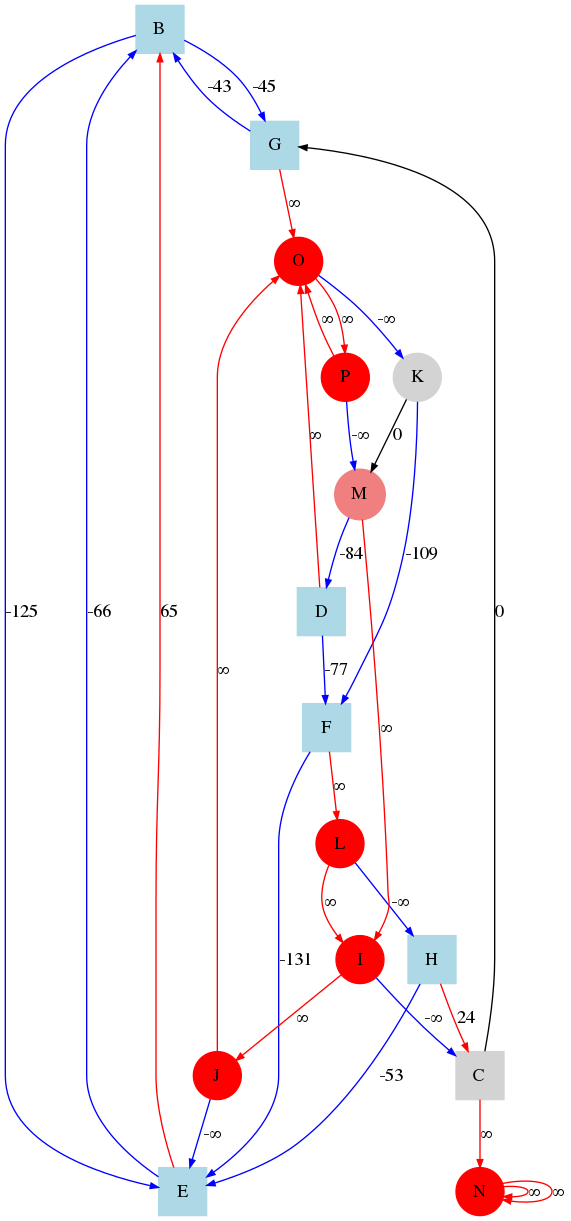 B
-43 -45
G
∞
O
∞ ∞ -∞
P K
∞ -∞ 0
M
-84 -109
-125 -66 65 D 0
∞ -77
F
∞
∞
L
∞ -∞
-131 I H
∞ -∞ 24
J C
-53
-∞ ∞
E N ∞ ∞